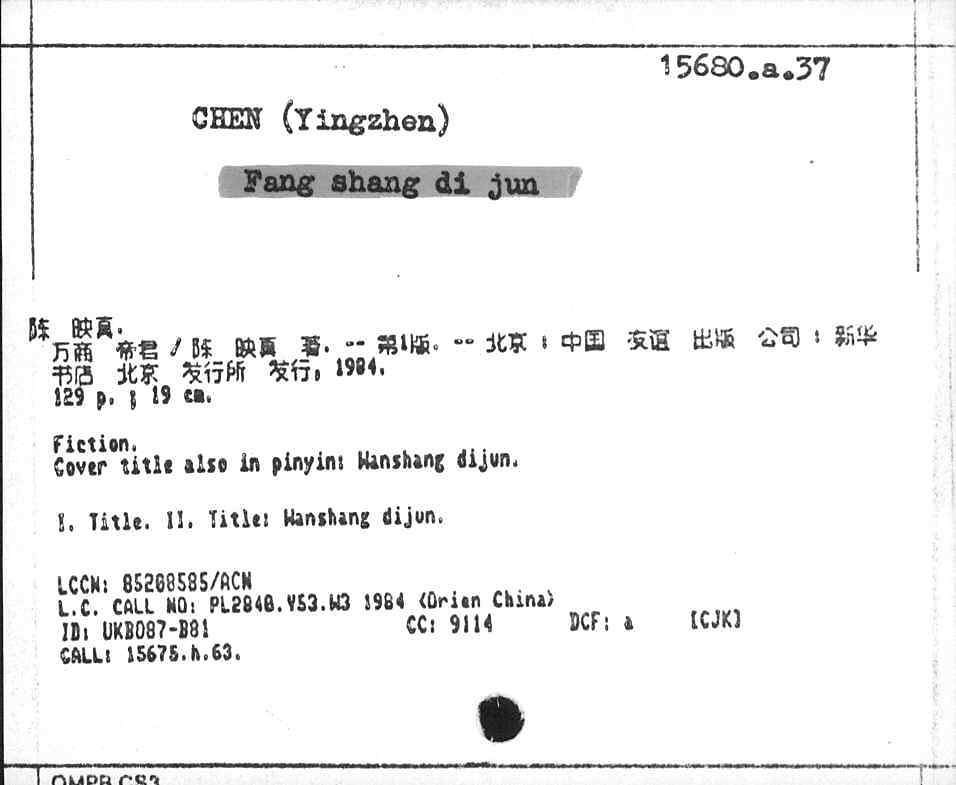 15680.a.37
CHEN (Yingzhen)
Fang shang di jun
陈 映真.
万商 帝君 / 陈 映真 著. -- 第1版. -- 北京 : 中国 友谊 出版 公司 : 新华
书店 北京 发行所 发行, 1984.
129 p. ; 19 cm.
Fiction.
Cover title also in pinyin: Wanshang dijun.
I. Title. II. Title: Wanshang dijun.
LCCN: 85208585/ACN
L.C. CALL NO: PL2840.Y53.W3 1984 <Orien China>
ID: UKB087-B81 CC: 9114 DCF: a [CJK]
CALL: 15675.h.63.